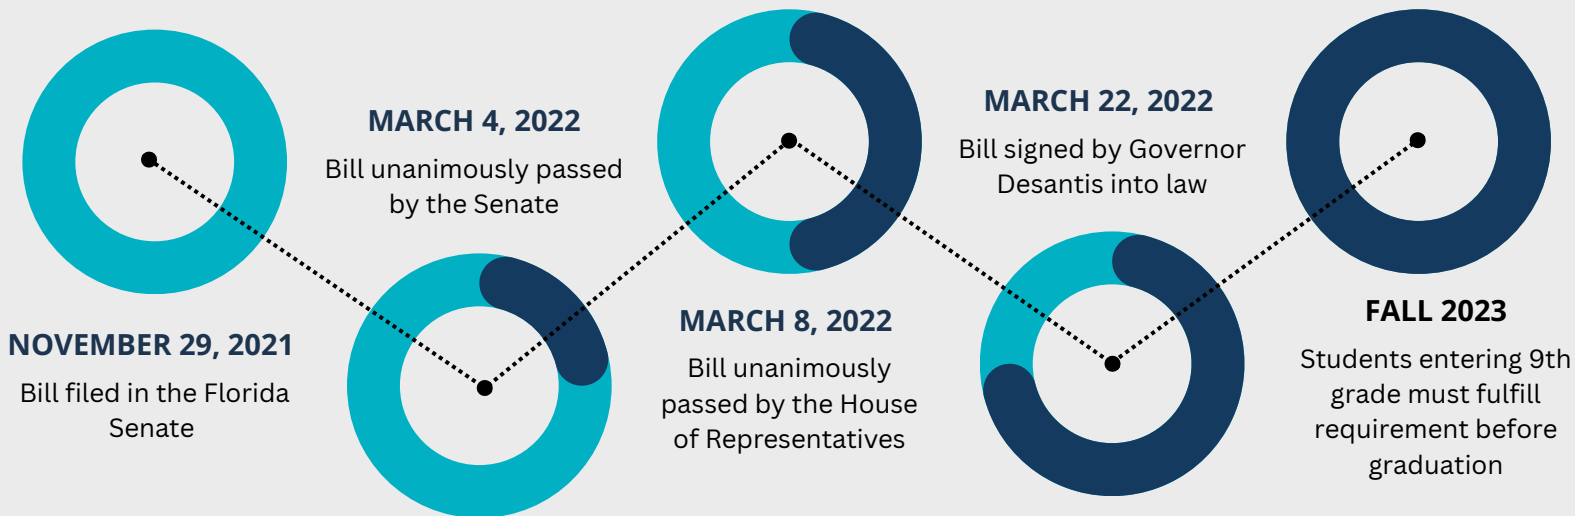 NOVEMBER 29, 2021
Bill filed in the Florida
Senate
MARCH 4, 2022
Bill unanimously passed
by the Senate
MARCH 8, 2022
Bill unanimously
passed by the House
of Representatives
MARCH 22, 2022
Bill signed by Governor
Desantis into law
FALL 2023
Students entering 9th
grade must fulfill
requirement before
graduation